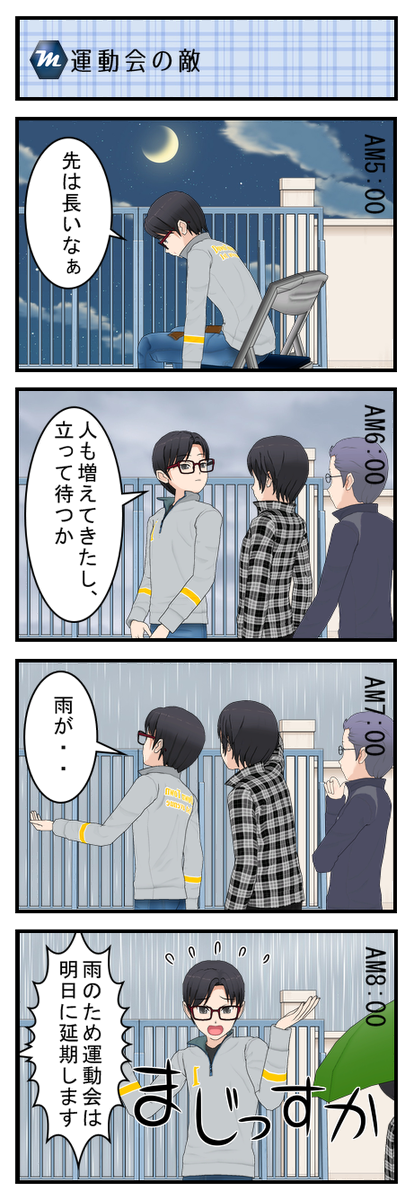 m 運動会の敵
AM5:00
先は長いなぁ
AM6:00
人も増えてきたし、
立って待つか
AM7:00
雨が・・
AM8:00
雨のため運動会は
明日に延期します
まじっすか